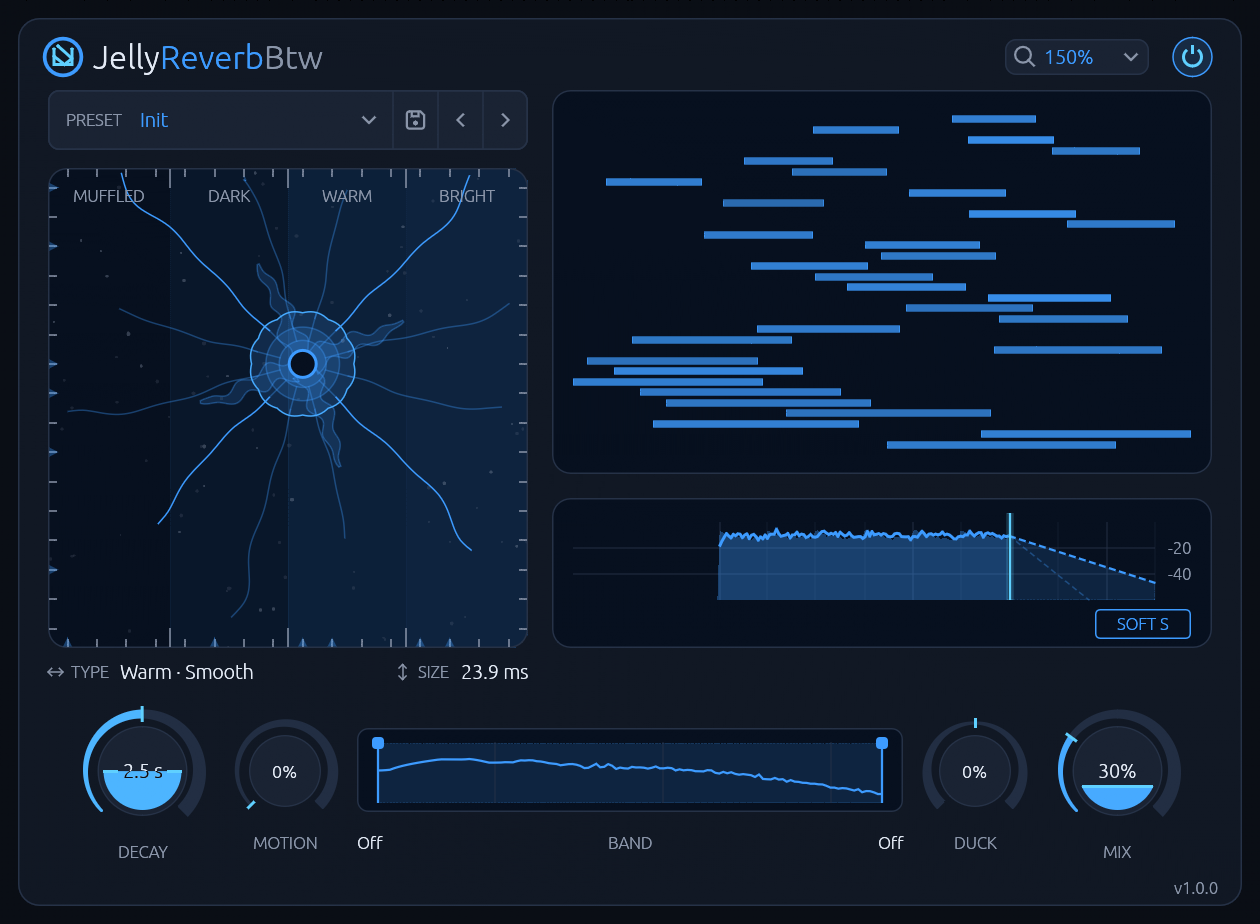 JellyReverbBtw
150%
PRESET Init
MUFFLED DARK WARM BRIGHT
-20
-40
SOFT S
TYPE Warm · Smooth SIZE 23.9 ms
2.5 s
0%
0%
30%
DECAY
MOTION
Off
BAND
Off
DUCK
MIX
v1.0.0